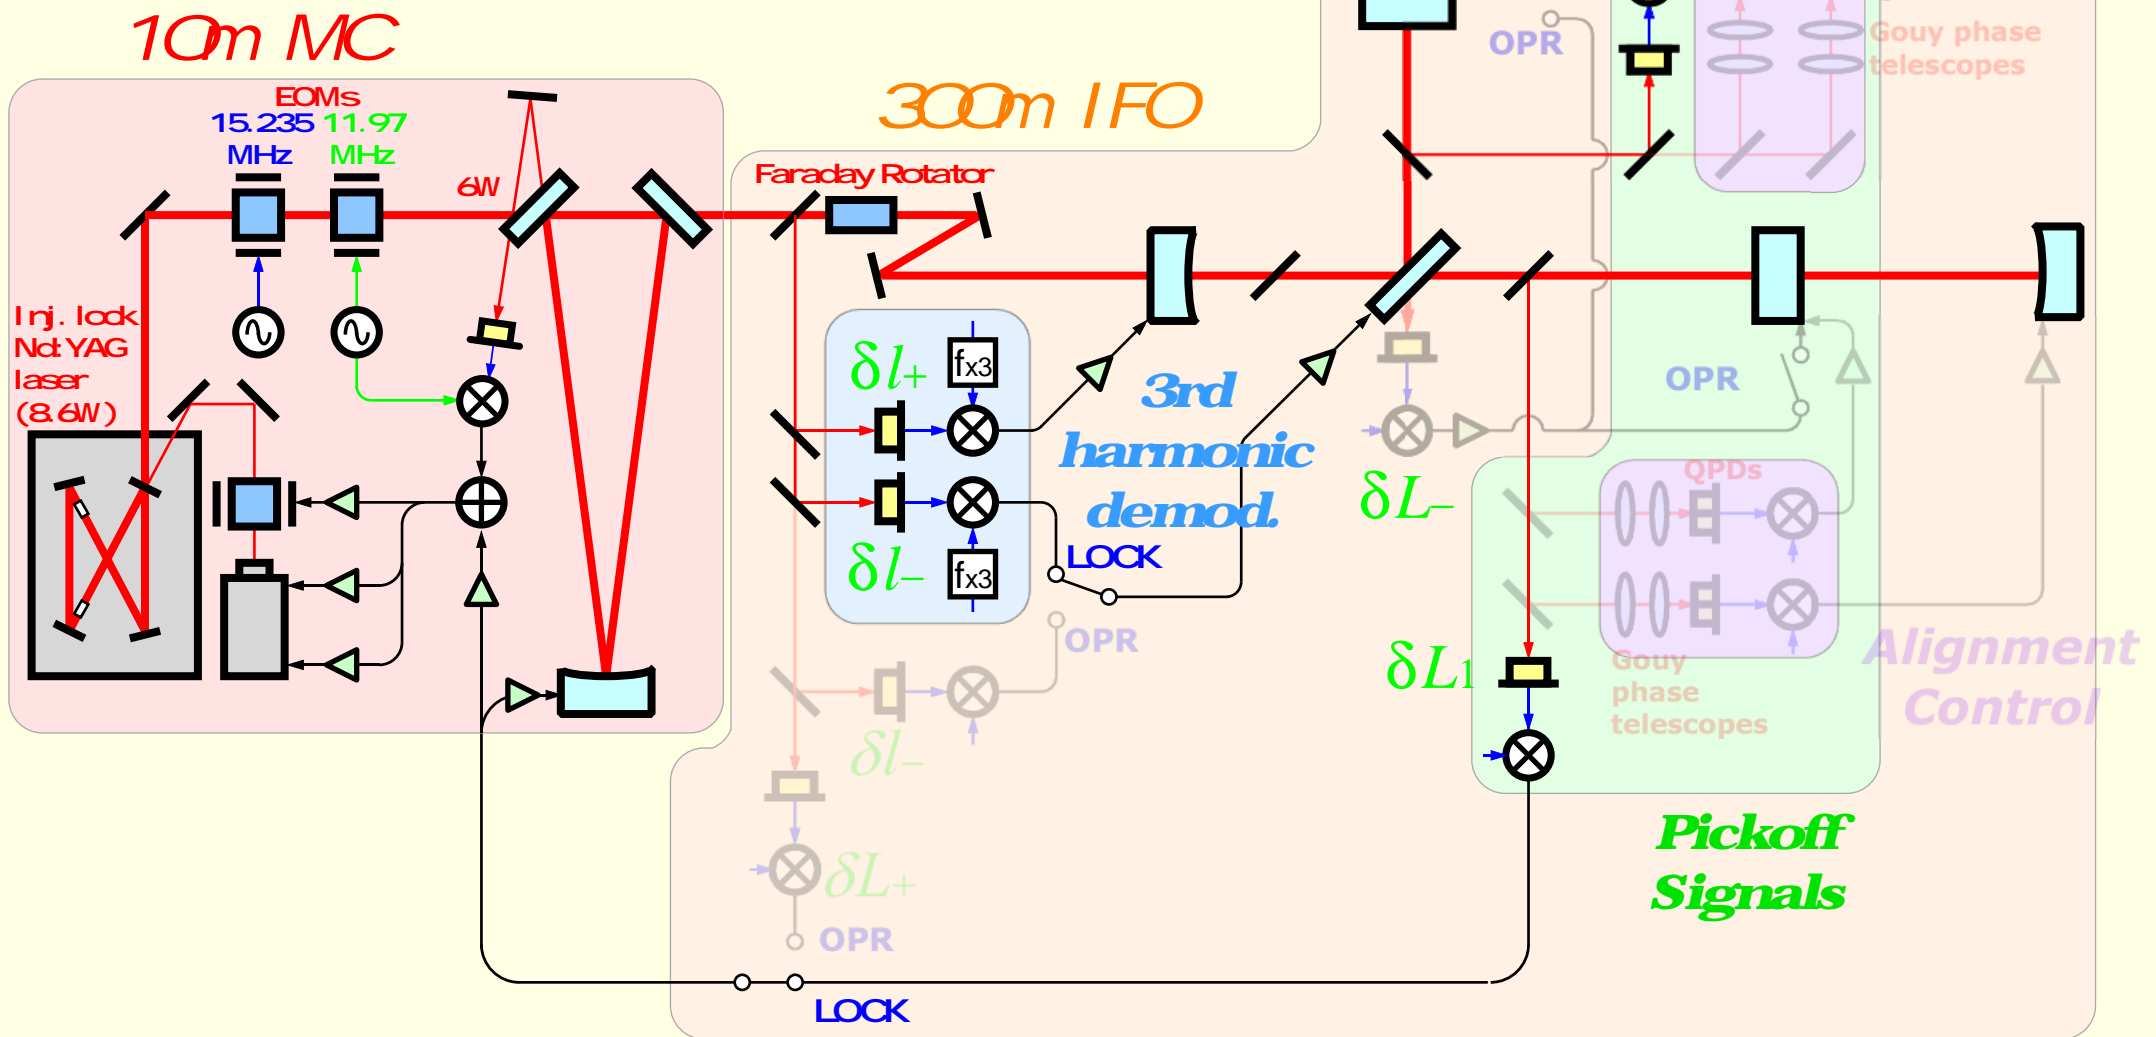 10m MC
EOMs
15.235 11.97
MHz MHz
6W
Inj. lock
Nd:YAG
laser
(8.6W)
300m IFO
Faraday Rotator
δl+
fx3
δl−
fx3
3rd
harmonic
demod.
LOCK
OPR
δl−
δL+
OPR
LOCK
OPR
Gouy phase
telescopes
OPR
δL−
QPDs
δL1
Gouy
phase
telescopes
Alignment
Control
Pickoff
Signals